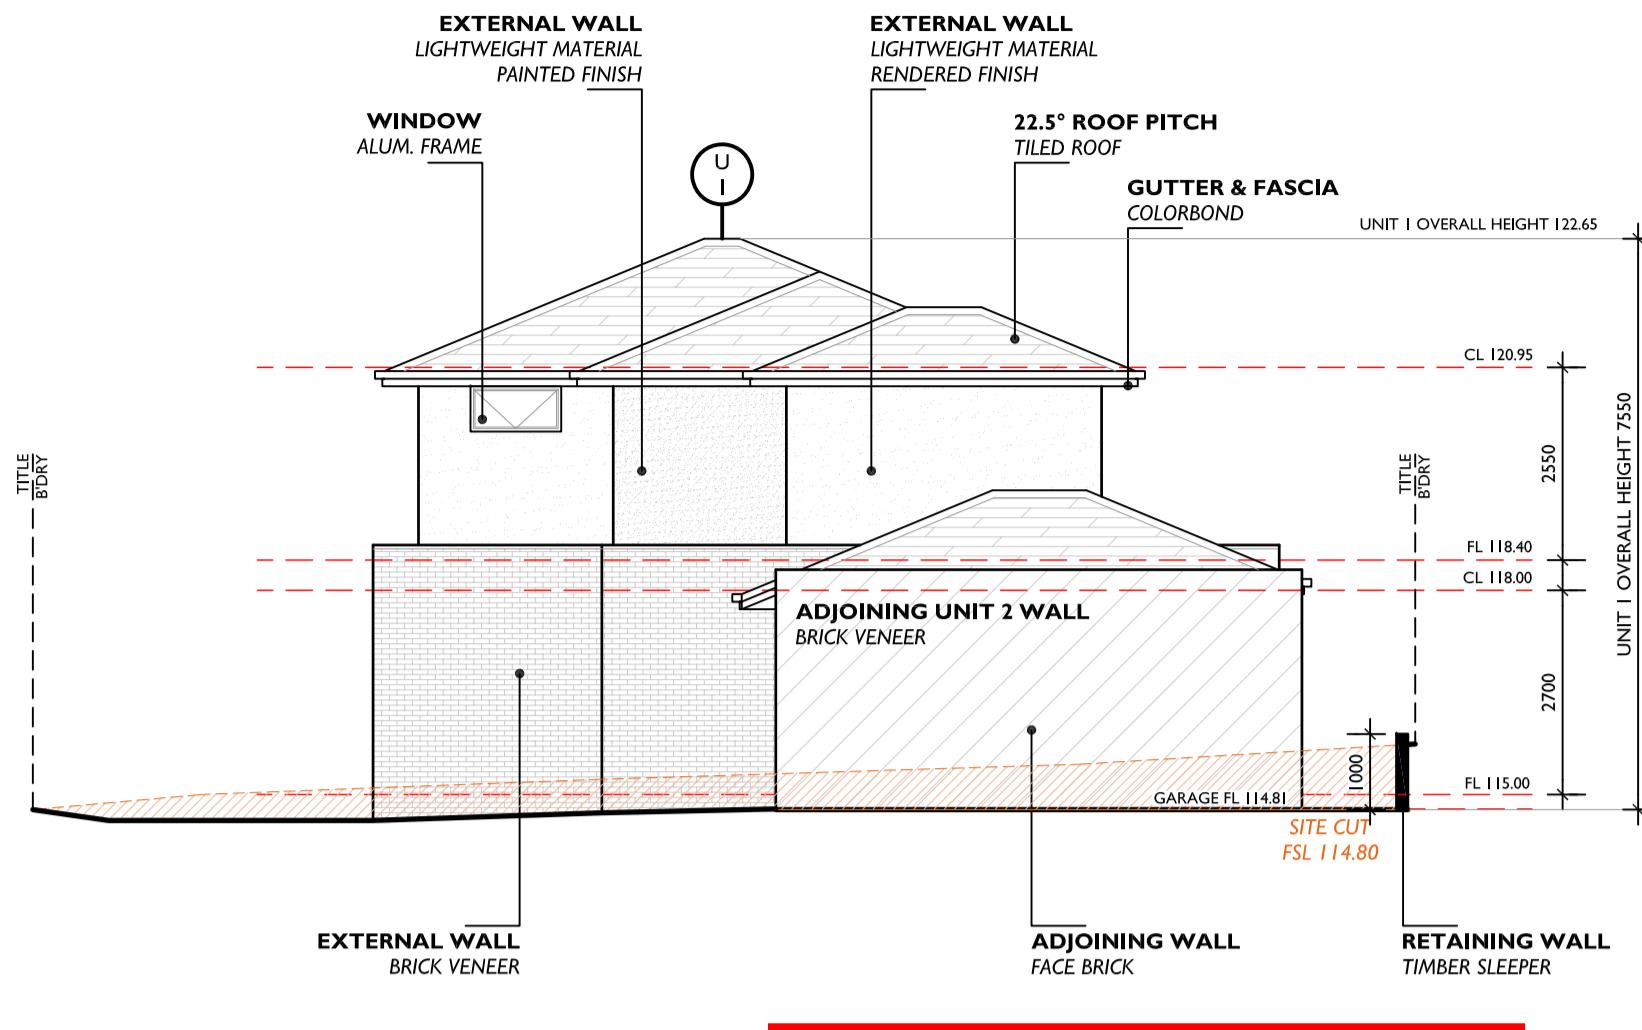 EXTERNAL WALL
LIGHTWEIGHT MATERIAL
PAINTED FINISH
EXTERNAL WALL
LIGHTWEIGHT MATERIAL
RENDERED FINISH
WINDOW
ALUM. FRAME
U
1
22.5° ROOF PITCH
TILED ROOF
GUTTER & FASCIA
COLORBOND
UNIT 1 OVERALL HEIGHT 122.65
CL 120.95
2550
UNIT 1 OVERALL HEIGHT 7550
TITLE
B'DRY
TITLE
B'DRY
FL 118.40
CL 118.00
ADJOINING UNIT 2 WALL
BRICK VENEER
2700
1000
FL 115.00
GARAGE FL 114.81
SITE CUT
FSL 114.80
EXTERNAL WALL
BRICK VENEER
ADJOINING WALL
FACE BRICK
RETAINING WALL
TIMBER SLEEPER